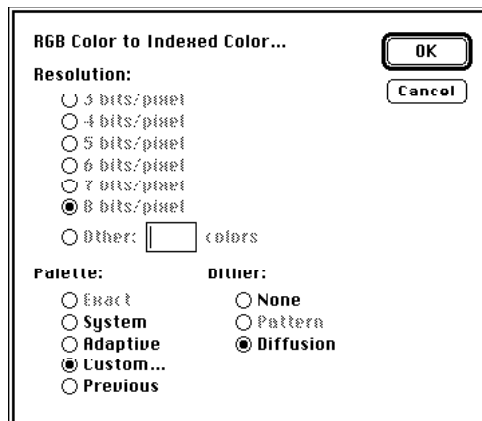 RGB Color to Indexed Color...
OK
Resolution:
Cancel
3 bits/pixel
4 bits/pixel
5 bits/pixel
6 bits/pixel
7 bits/pixel
8 bits/pixel
Other: colors
Palette: Dither:
Exact None
System Pattern
Adaptive Diffusion
Custom...
Previous